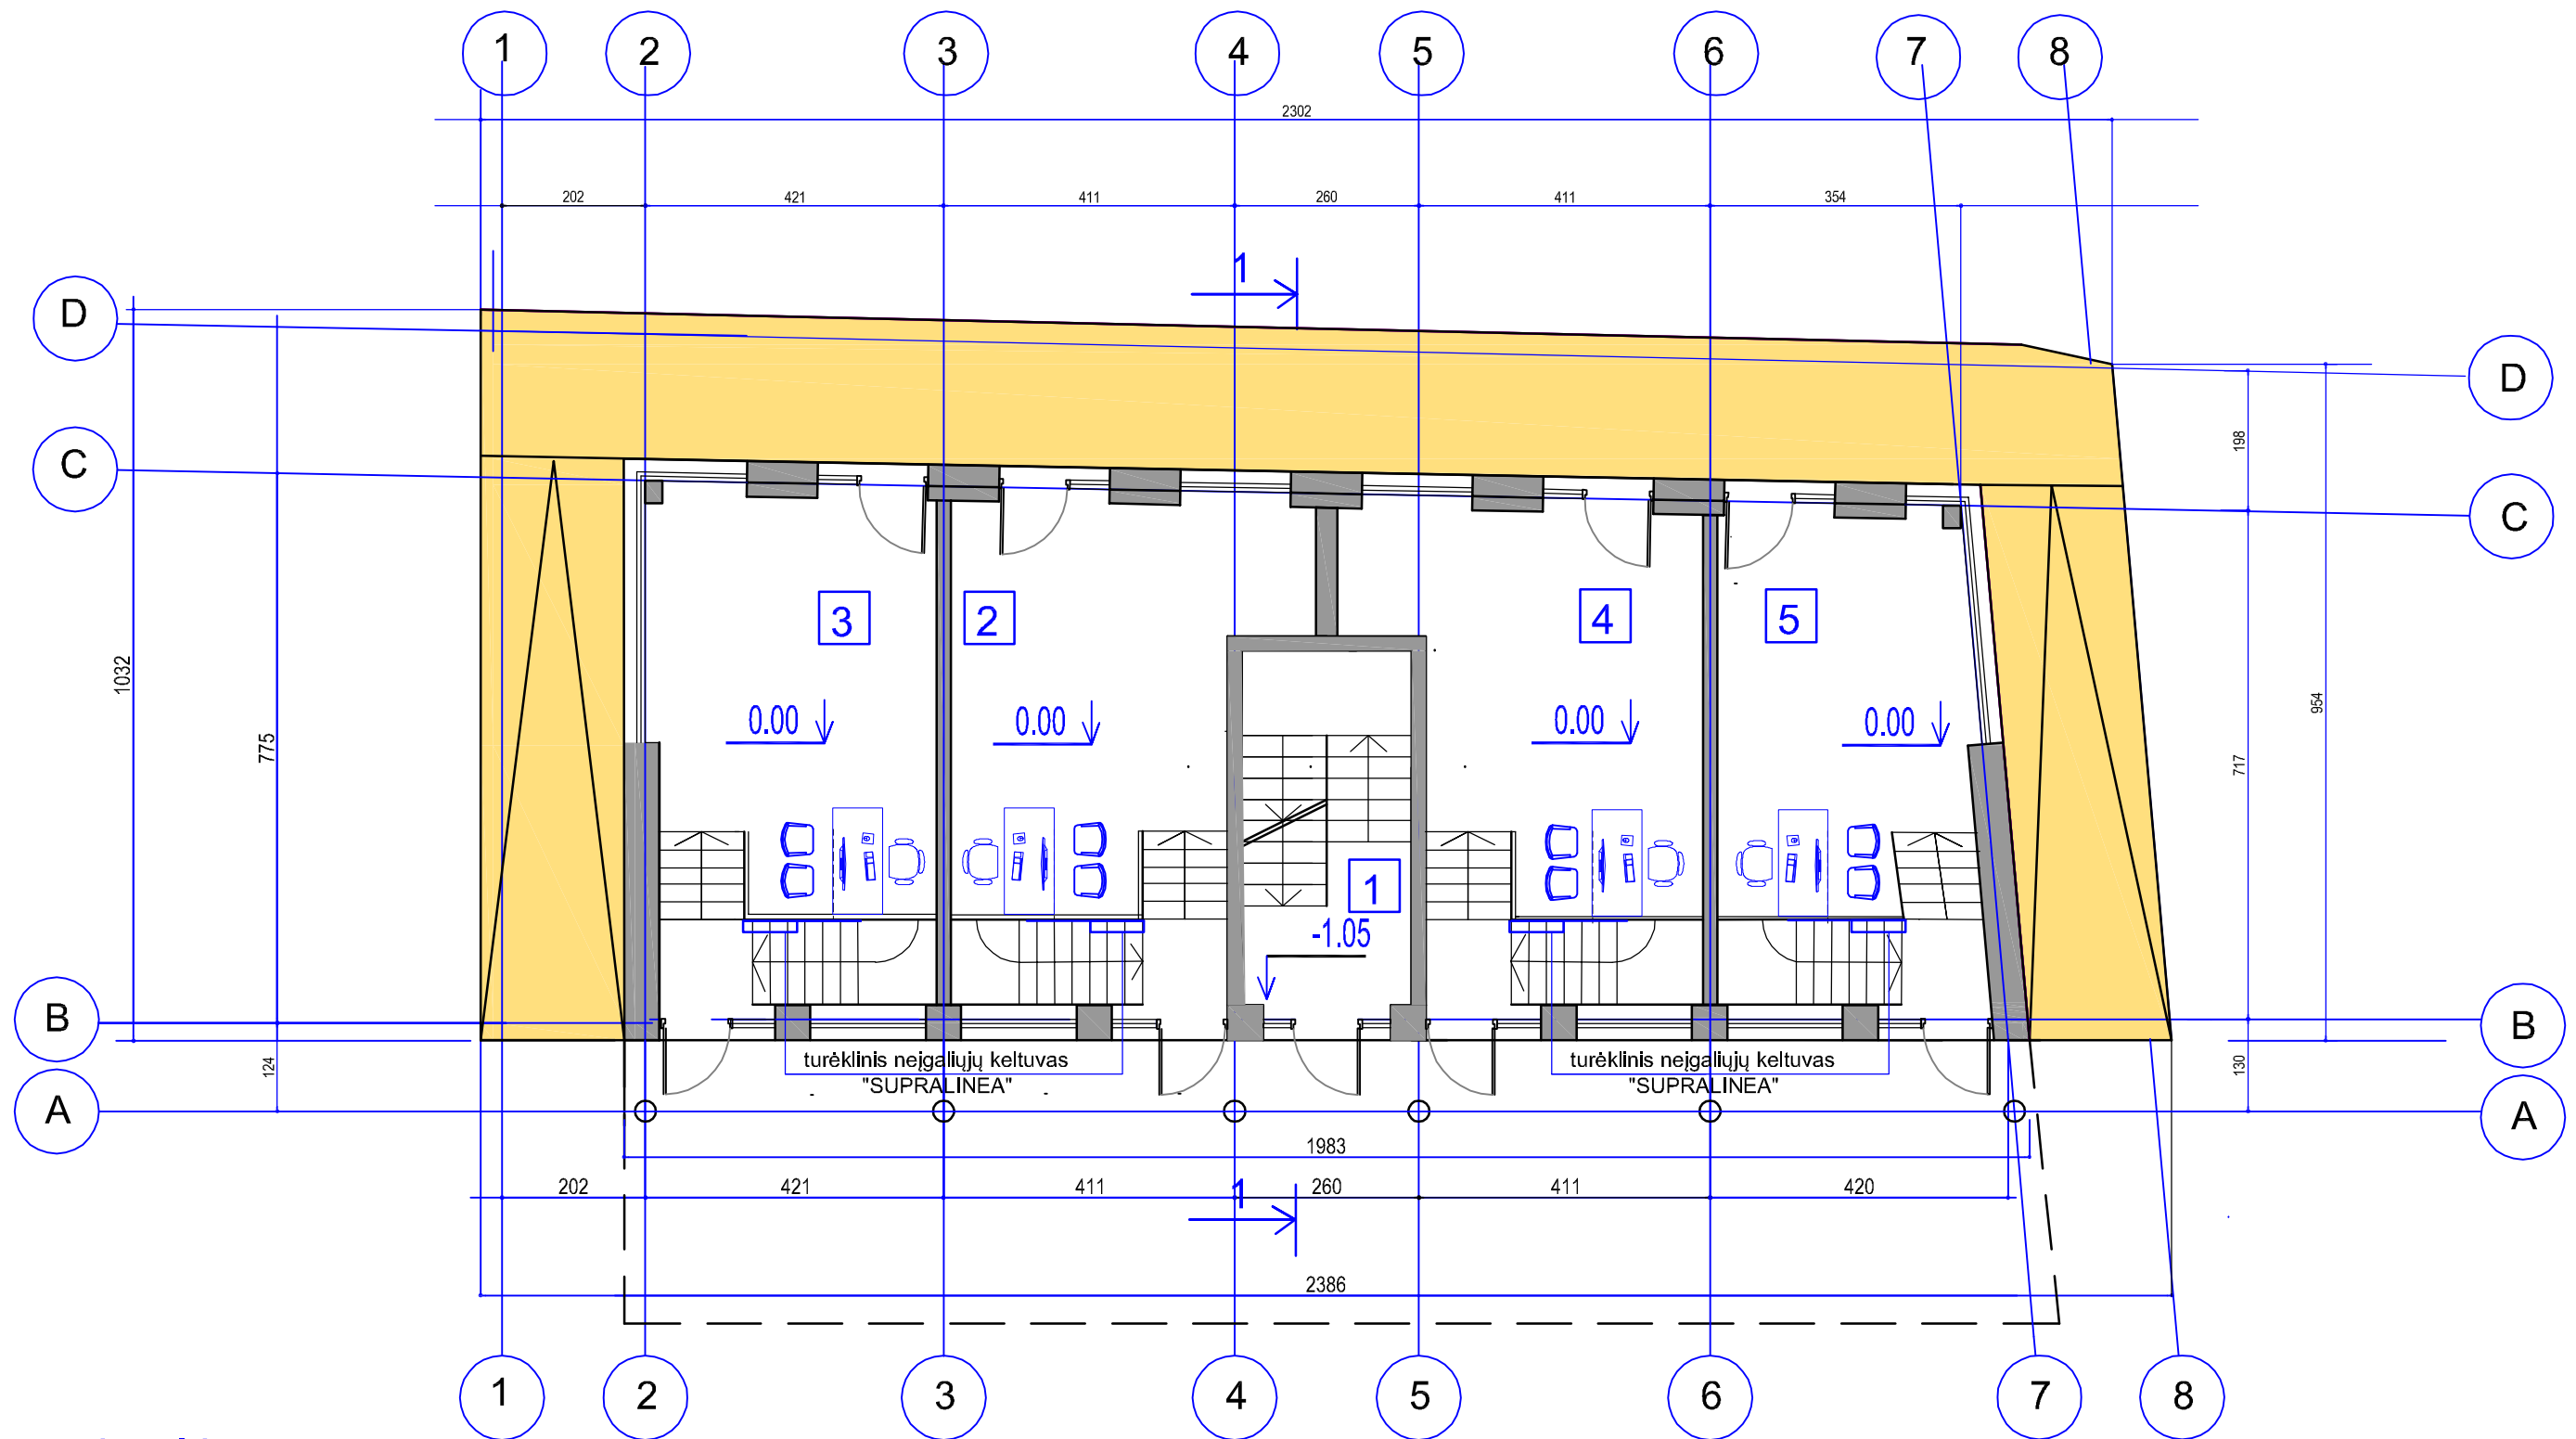 1 2 3 4 5 6 7 8
2302
202 421 411 260 411 354
1
D
D
C
C
198
3 2 4 5
1032
775
954
717
0.00 0.00 0.00 0.00
1
-1.05
B
B
turėklinis neįgaliųjų keltuvas
"SUPRALINEA"
turėklinis neįgaliųjų keltuvas
"SUPRALINEA"
124
130
A
A
1983
202 421 411 260 411 420
1
2386
1 2 3 4 5 6 7 8